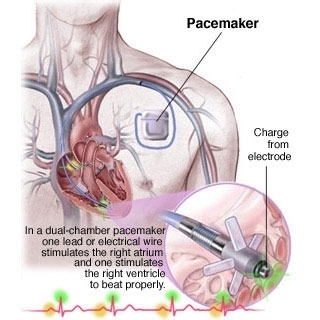 Pacemaker
Charge
from
electrode
In a dual-chamber pacemaker
one lead or electrical wire
stimulates the right atrium
and one stimulates
the right ventricle
to beat properly.